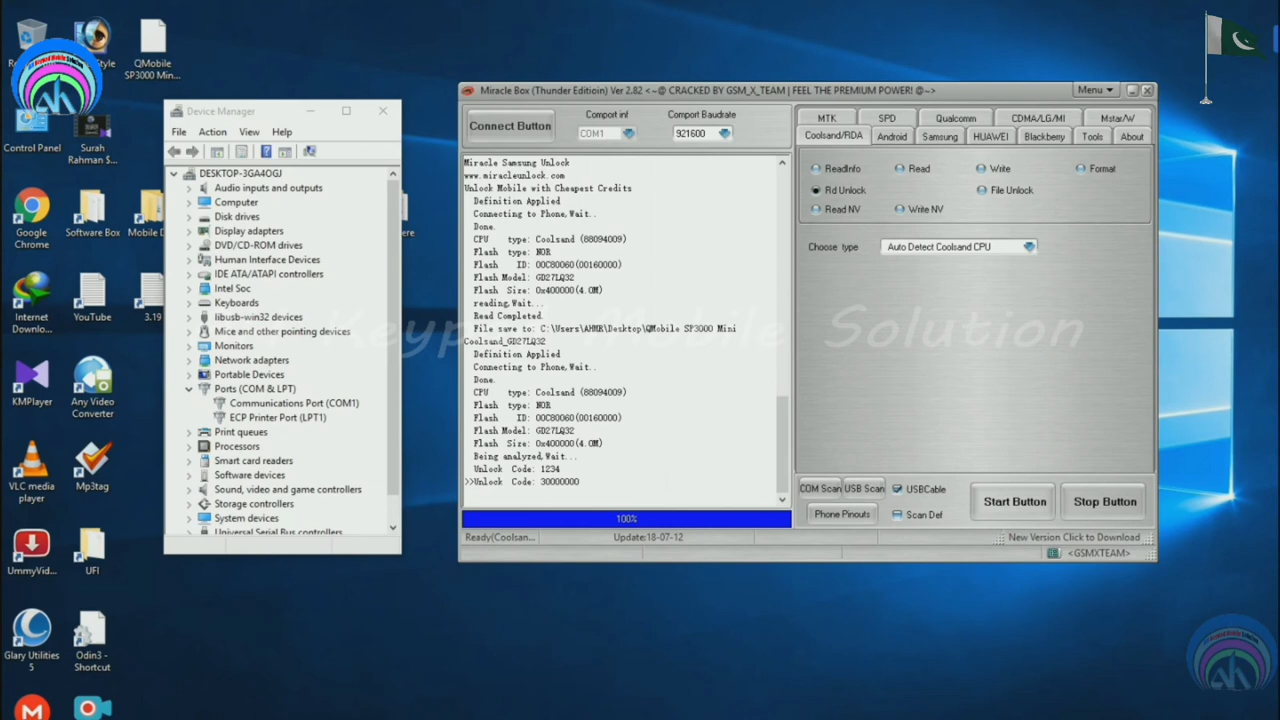 QMobile
SP3000 Min...
Control Panel
Surah
Rahman $...
Google
Chrome
Software Box
Internet
Downlo...
YouTube
3.19
KMPlayer
Any Video
Converter
VLC media
player
Mp3tag
UmmyVid...
UFI
Glary Utilities
5
Odin3 -
Shortcut
Device Manager
File Action View Help
DESKTOP-3GA4OGJ
Audio inputs and outputs
Computer
Disk drives
Display adapters
DVD/CD-ROM drives
Human Interface Devices
IDE ATA/ATAPI controllers
Intel Soc
Keyboards
libusb-win32 devices
Mice and other pointing devices
Monitors
Network adapters
Portable Devices
Ports (COM & LPT)
Communications Port (COM1)
ECP Printer Port (LPT1)
Print queues
Processors
Smart card readers
Software devices
Sound, video and game controllers
Storage controllers
System devices
Universal Serial Bus controllers
Miracle Box (Thunder Editioin) Ver 2.82 <~@ CRACKED BY GSM_X_TEAM | FEEL THE PREMIUM POWER! @~>
Menu
Connect Button
Comport inf
COM1
Comport Baudrate
921600
Miracle Samsung Unlock
www.miracleunlock.com
Unlock Mobile with Cheapest Credits
Definition Applied
Connecting to Phone,Wait..
Done.
CPU type: Coolsand (88094009)
Flash type: NOR
Flash ID: 00C80060(00160000)
Flash Model: GD27LQ32
Flash Size: 0x400000(4.0M)
reading,Wait...
Read Completed.
File save to: C:\Users\AHMR\Desktop\QMobile SP3000 Mini
Coolsand_GD27LQ32
Definition Applied
Connecting to Phone,Wait..
Done.
CPU type: Coolsand (88094009)
Flash type: NOR
Flash ID: 00C80060(00160000)
Flash Model: GD27LQ32
Flash Size: 0x400000(4.0M)
Being analyzed,Wait...
Unlock Code: 1234
>>Unlock Code: 30000000
100%
Ready(Coolsan...
Update:18-07-12
MTK SPD Qualcomm CDMA/LG/MI Mstar/W
Coolsand/RDA Android Samsung HUAWEI Blackberry Tools About
ReadInfo Read Write Format
Rd Unlock File Unlock
Read NV Write NV
Choose type Auto Detect Coolsand CPU
COM Scan USB Scan USBCable
Phone Pinouts Scan Def
Start Button Stop Button
New Version Click to Download
<GSMXTEAM>
Keypad Mobile Solution